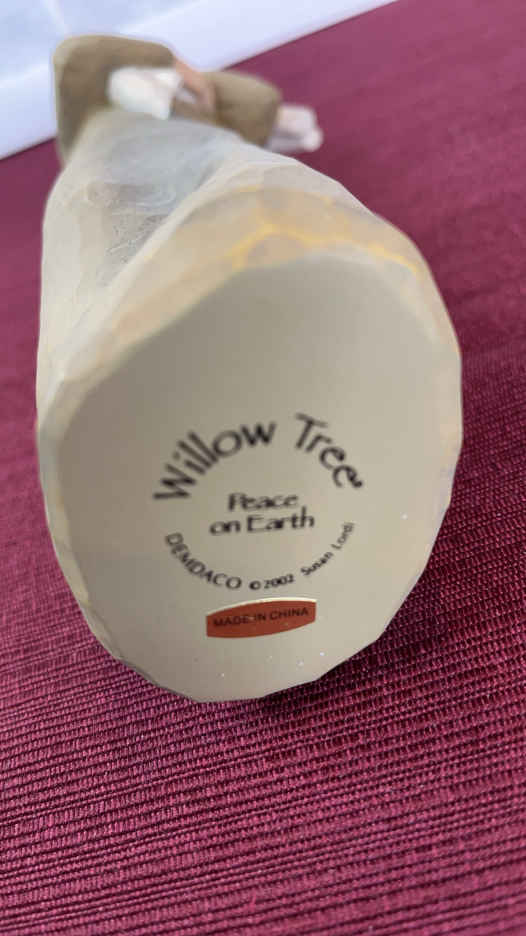 Willow Tree®
Peace
on Earth
DEMDACO ©2002 Susan Lordi
MADE IN CHINA